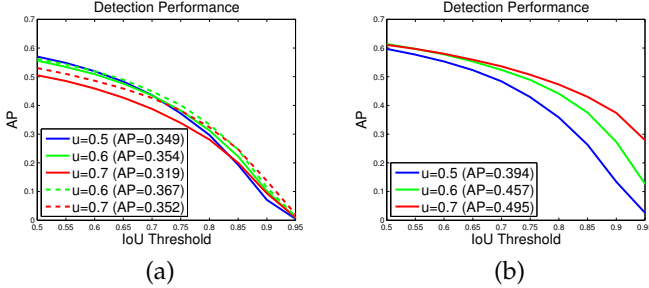 Detection Performance
AP
0.7
0.6
0.5
0.4
0.3
0.2
0.1
0
u=0.5 (AP=0.349)
u=0.6 (AP=0.354)
u=0.7 (AP=0.319)
u=0.6 (AP=0.367)
u=0.7 (AP=0.352)
0.5 0.55 0.6 0.65 0.7 0.75 0.8 0.85 0.9 0.95
IoU Threshold
(a)
Detection Performance
AP
0.7
0.6
0.5
0.4
0.3
0.2
0.1
0
u=0.5 (AP=0.394)
u=0.6 (AP=0.457)
u=0.7 (AP=0.495)
0.5 0.55 0.6 0.65 0.7 0.75 0.8 0.85 0.9 0.9
IoU Threshold
(b)